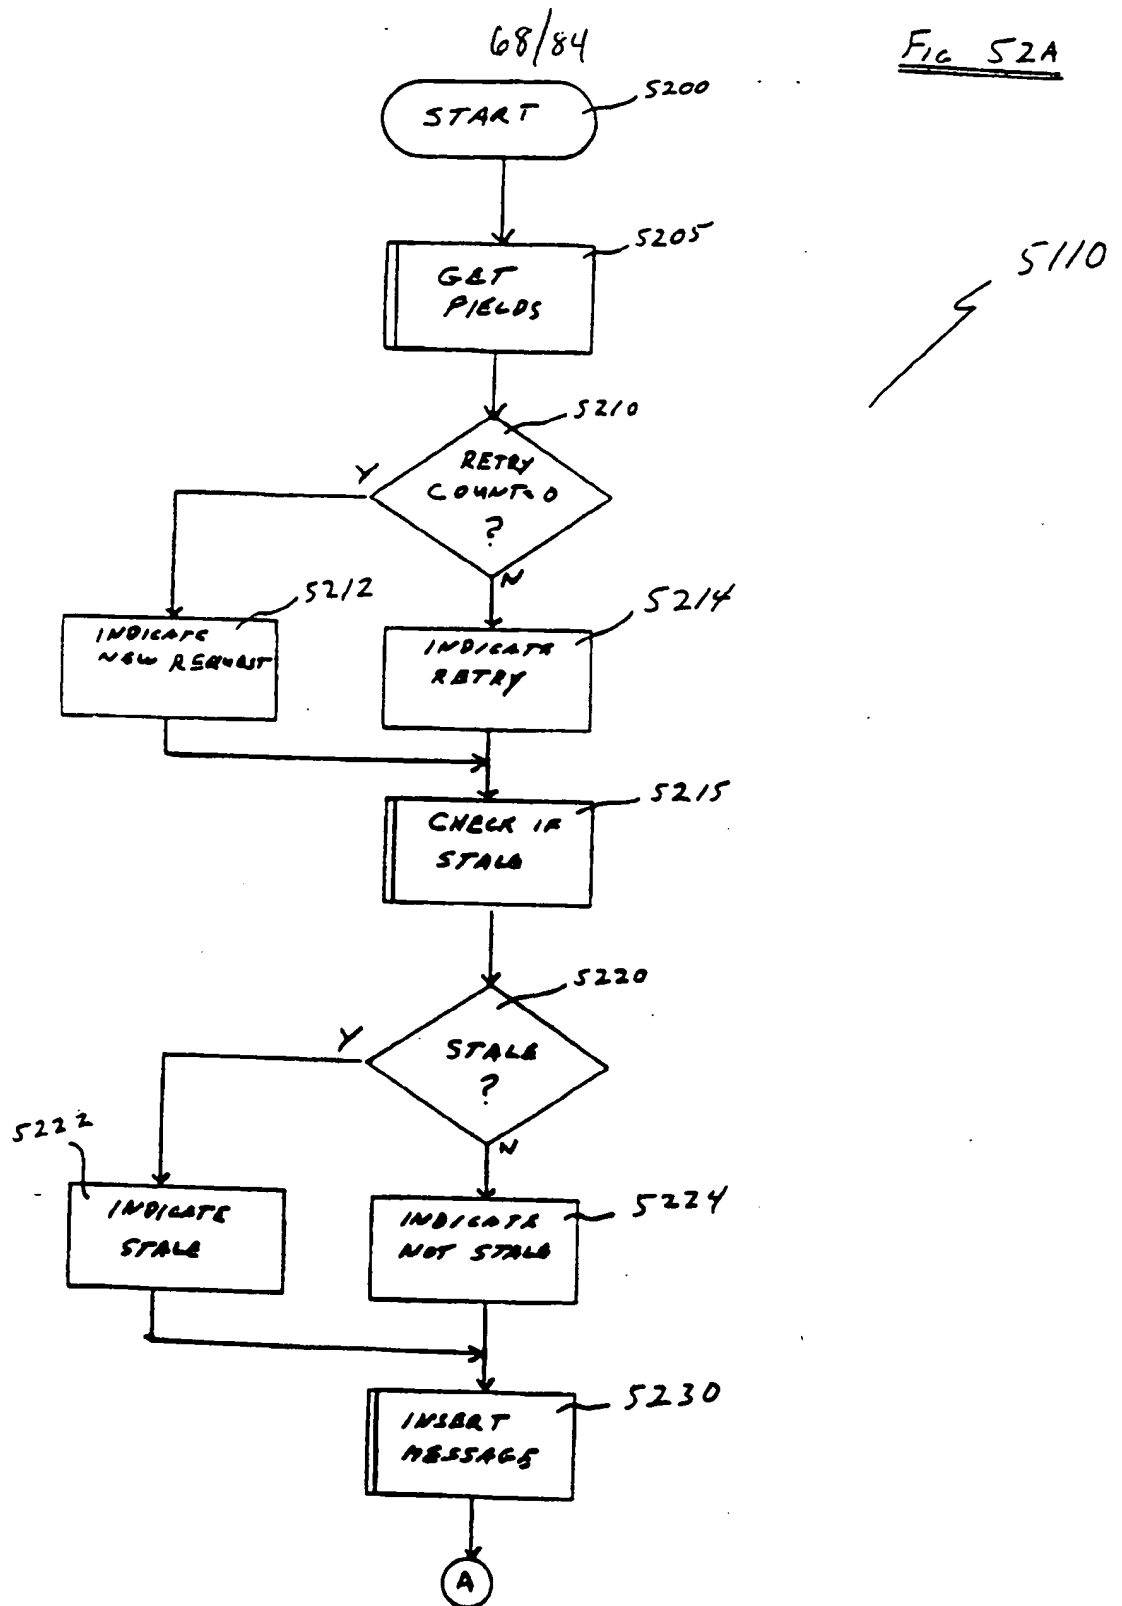 68/84
FIG 52A
START
5200
GET
FIELDS
5205
5110
RETRY
COUNT=0
?
5210
Y
N
INDICATE
NEW REQUEST
5212
INDICATE
RETRY
5214
CHECK IF
STALE
5215
STALE
?
5220
Y
N
INDICATE
STALE
5222
INDICATE
NOT STALE
5224
INSERT
MESSAGE
5230
A